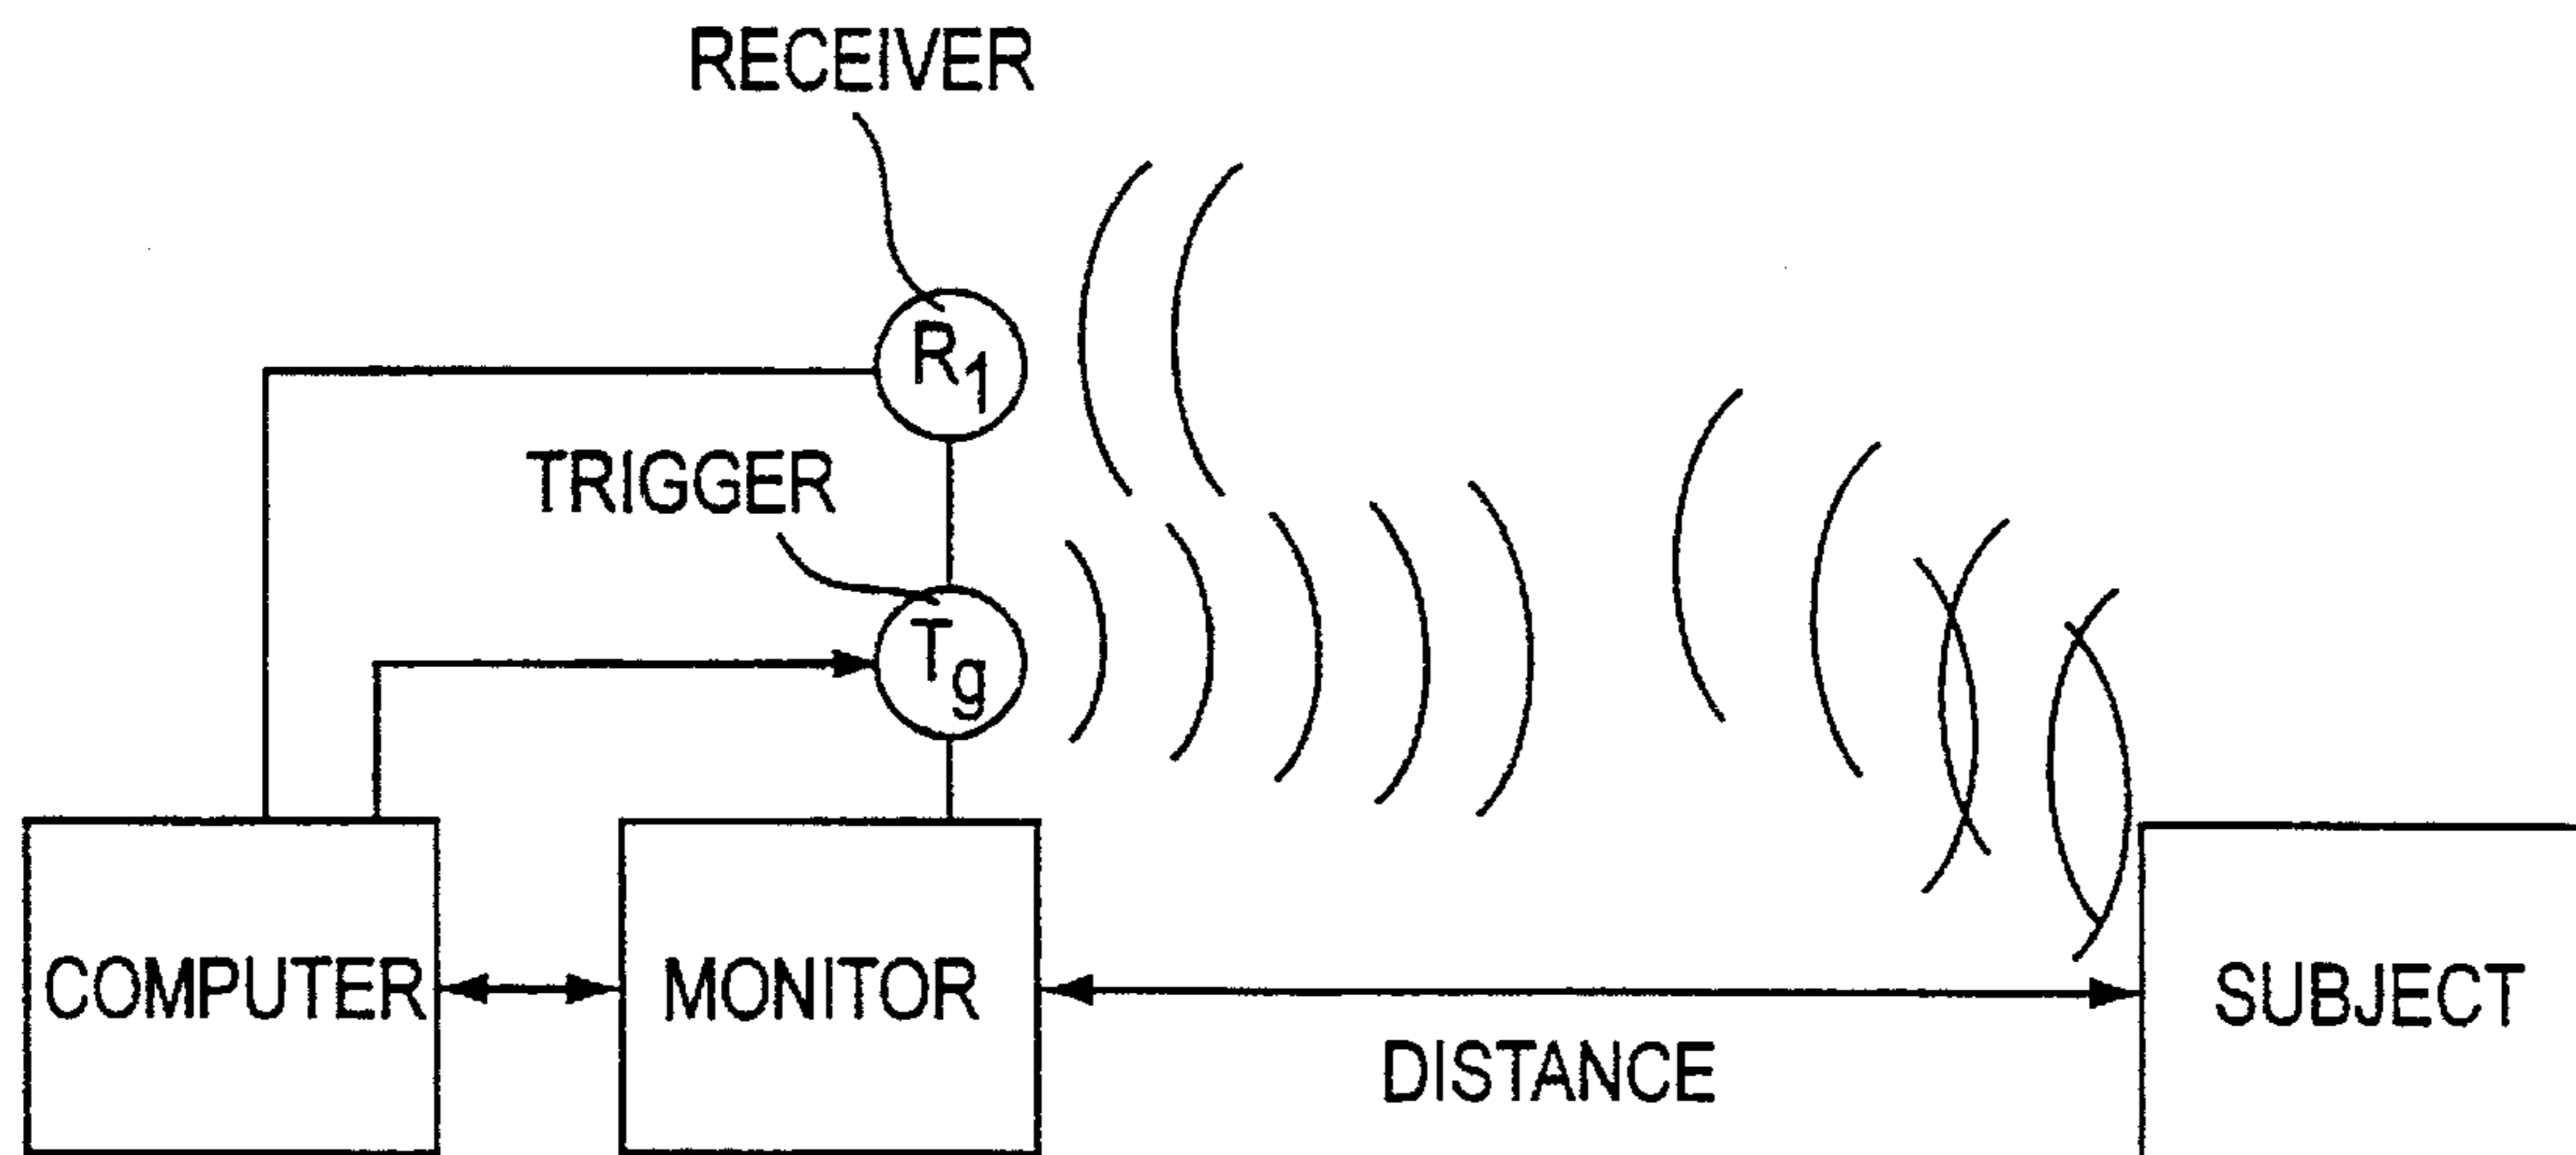 RECEIVER
R1
TRIGGER
Tg
COMPUTER
MONITOR
DISTANCE
SUBJECT